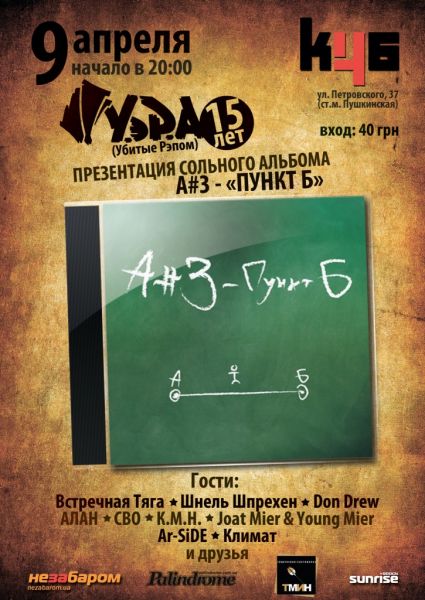 9 апреля
начало в 20:00
куб
ул. Петровского, 37
(ст.м. Пушкинская)
вход: 40 грн
У.БР.А
15 лет
(Убитые Рэпом)
ПРЕЗЕНТАЦИЯ СОЛЬНОГО АЛЬБОМА
А#3 - «ПУНКТ Б»
А#3 - Пункт Б
А Б
Гости:
Встречная Тяга ★ Шнель Шпрехен ★ Don Drew
АЛАН ★ СВО ★ К.М.Н. ★ Joat Mier & Young Mier
Ar-SiDE ★ Климат
и друзья
незабаром
nezabarom.ua
Palindrome
ТМИН
DESIGN
sunrise